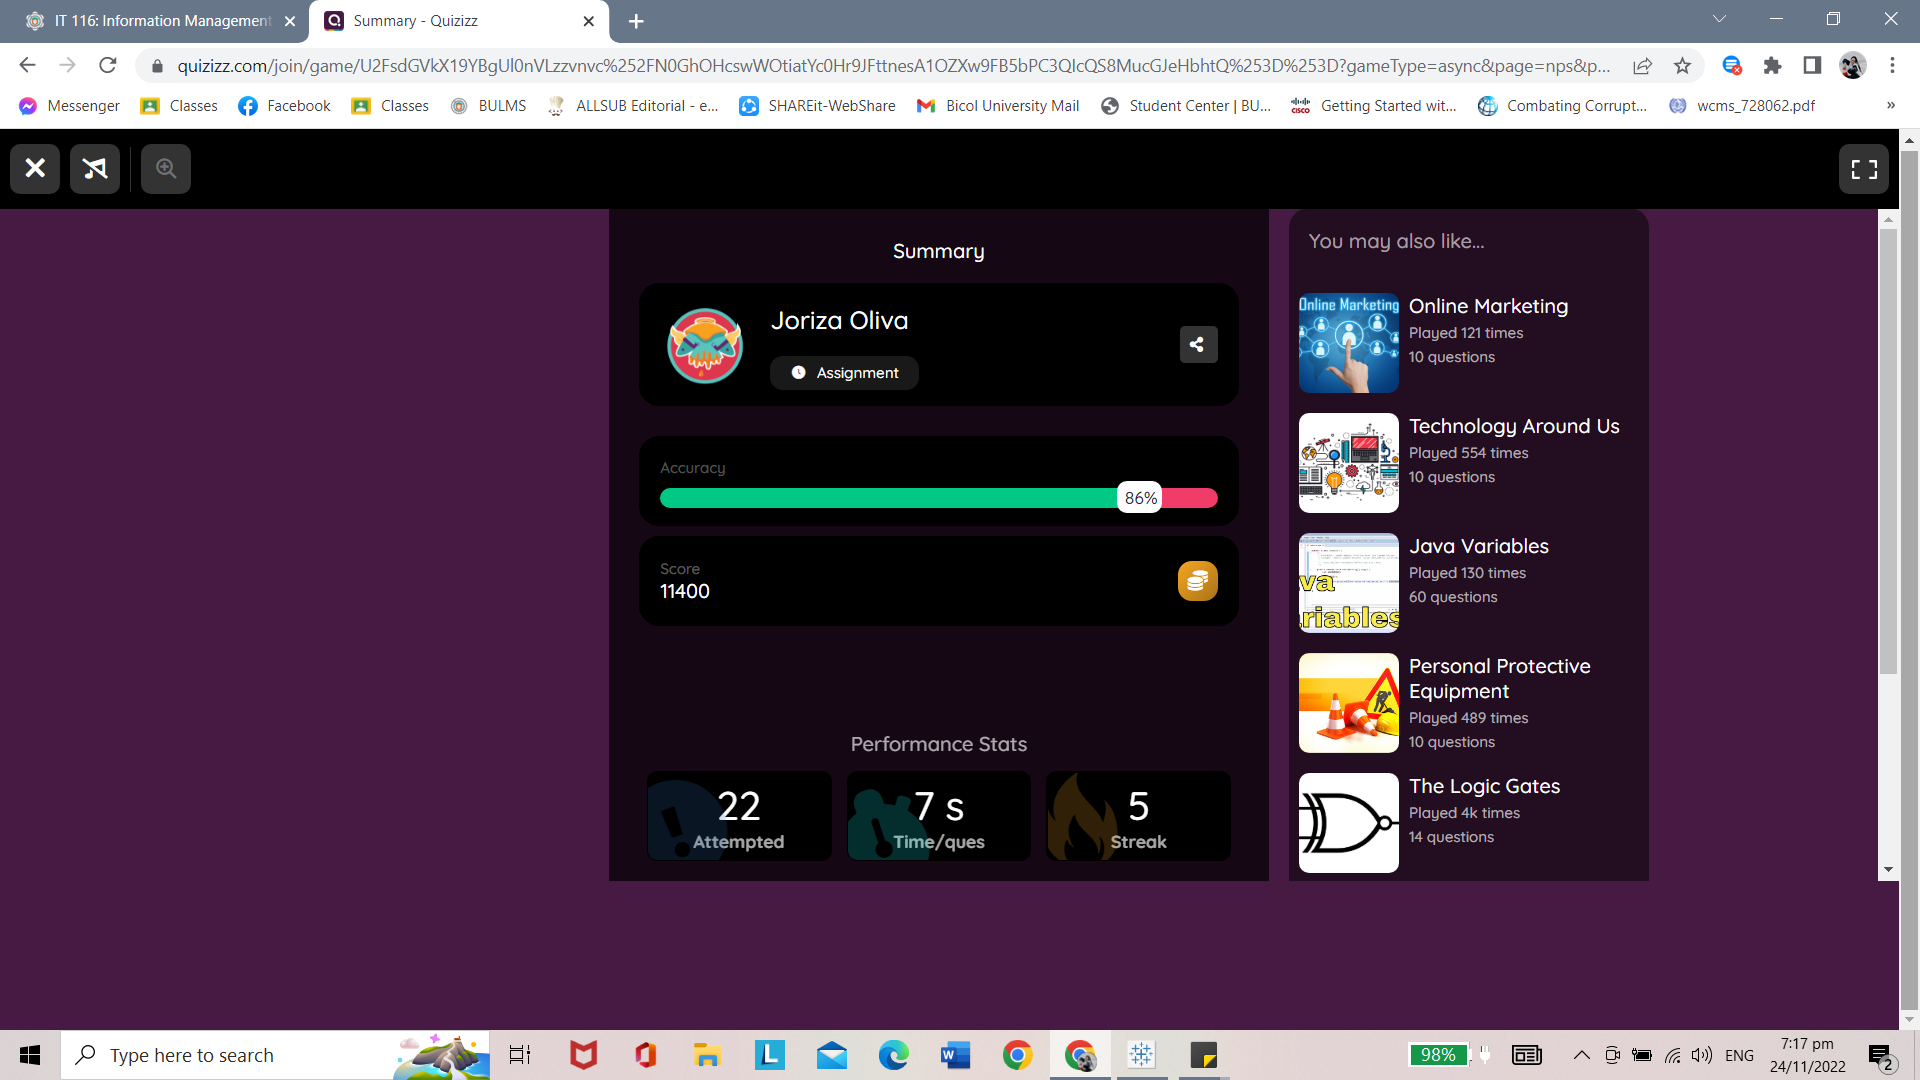 IT 116: Information Management
Summary - Quizizz
quizizz.com/join/game/U2FsdGVkX19YBgUl0nVLzzvnvc%252FN0GhOHcswWOtiatYc0Hr9JFttnesA1OZXw9FB5bPC3QIcQS8MucGJeHbhtQ%253D%253D?gameType=async&page=nps&p...
Messenger
Classes
Facebook
Classes
BULMS
ALLSUB Editorial - e...
SHAREit-WebShare
Bicol University Mail
Student Center | BU...
Getting Started wit...
Combating Corrupt...
wcms_728062.pdf
»
Summary
Joriza Oliva
Assignment
Accuracy
86%
Score
11400
Performance Stats
22
Attempted
7 s
Time/ques
5
Streak
You may also like...
Online Marketing
Online Marketing
Played 121 times
10 questions
Technology Around Us
Played 554 times
10 questions
va
riables
Java Variables
Played 130 times
60 questions
Personal Protective
Equipment
Played 489 times
10 questions
The Logic Gates
Played 4k times
14 questions
Type here to search
98%
ENG
7:17 pm
24/11/2022
2